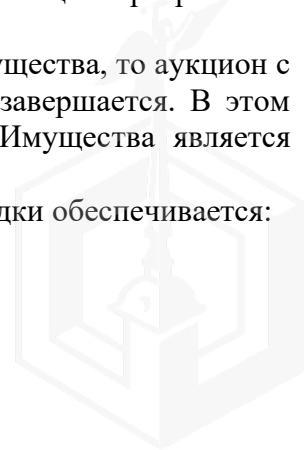 ущества, то аукцион с
завершается. В этом
Имущества является
дки обеспечивается: